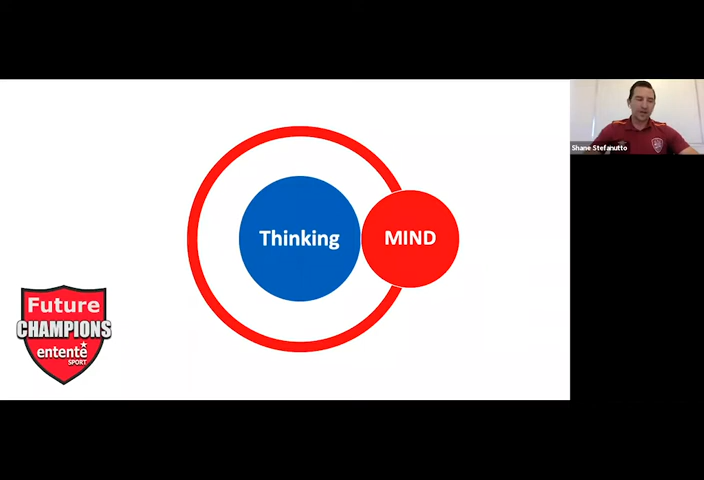 Thinking
MIND
Future
CHAMPIONS
entente
SPORT
Shane Stefanutto